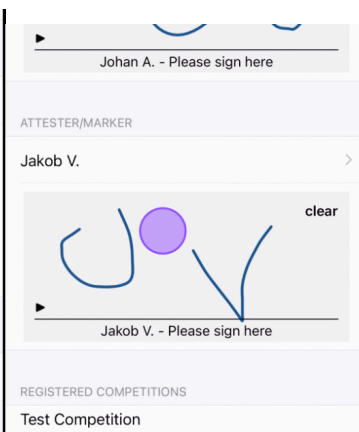 Johan A. - Please sign here
ATTESTER/MARKER
Jakob V.
clear
J V
Jakob V. - Please sign here
REGISTERED COMPETITIONS
Test Competition